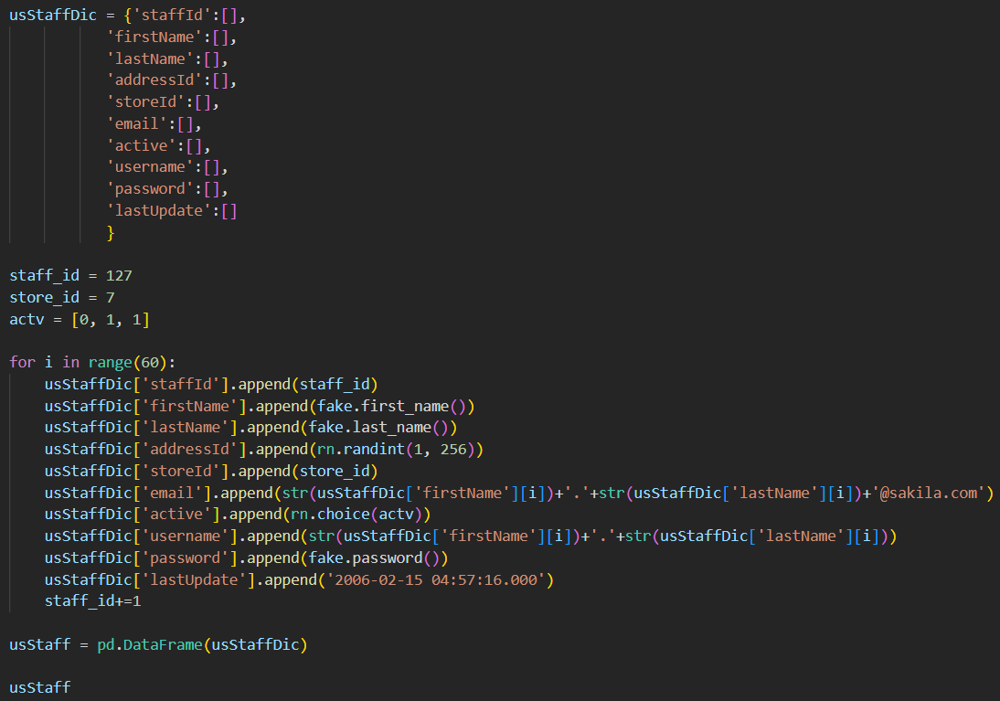 usStaffDic = {'staffId':[],
'firstName':[],
'lastName':[],
'addressId':[],
'storeId':[],
'email':[],
'active':[],
'username':[],
'password':[],
'lastUpdate':[]
}
staff_id = 127
store_id = 7
actv = [0, 1, 1]
for i in range(60):
usStaffDic['staffId'].append(staff_id)
usStaffDic['firstName'].append(fake.first_name())
usStaffDic['lastName'].append(fake.last_name())
usStaffDic['addressId'].append(rn.randint(1, 256))
usStaffDic['storeId'].append(store_id)
usStaffDic['email'].append(str(usStaffDic['firstName'][i])+'.'+str(usStaffDic['lastName'][i])+'@sakila.com')
usStaffDic['active'].append(rn.choice(actv))
usStaffDic['username'].append(str(usStaffDic['firstName'][i])+'.'+str(usStaffDic['lastName'][i]))
usStaffDic['password'].append(fake.password())
usStaffDic['lastUpdate'].append('2006-02-15 04:57:16.000')
staff_id+=1
usStaff = pd.DataFrame(usStaffDic)
usStaff